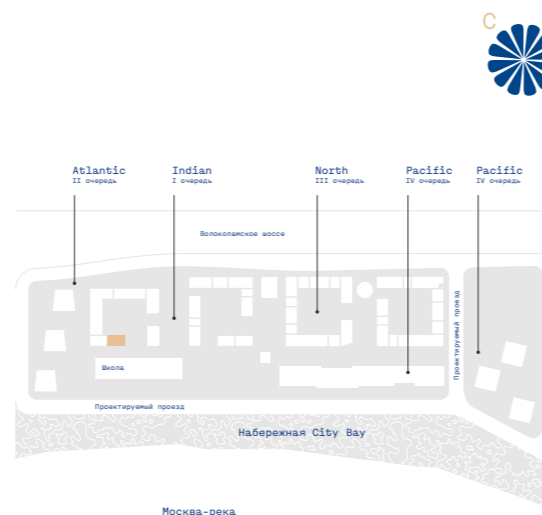 С
Atlantic
II очередь
Indian
I очередь
North
III очередь
Pacific
IV очередь
Pacific
IV очередь
Волоколамское шоссе
Проектируемый проезд
Школа
Проектируемый проезд
Набережная City Bay
Москва-река